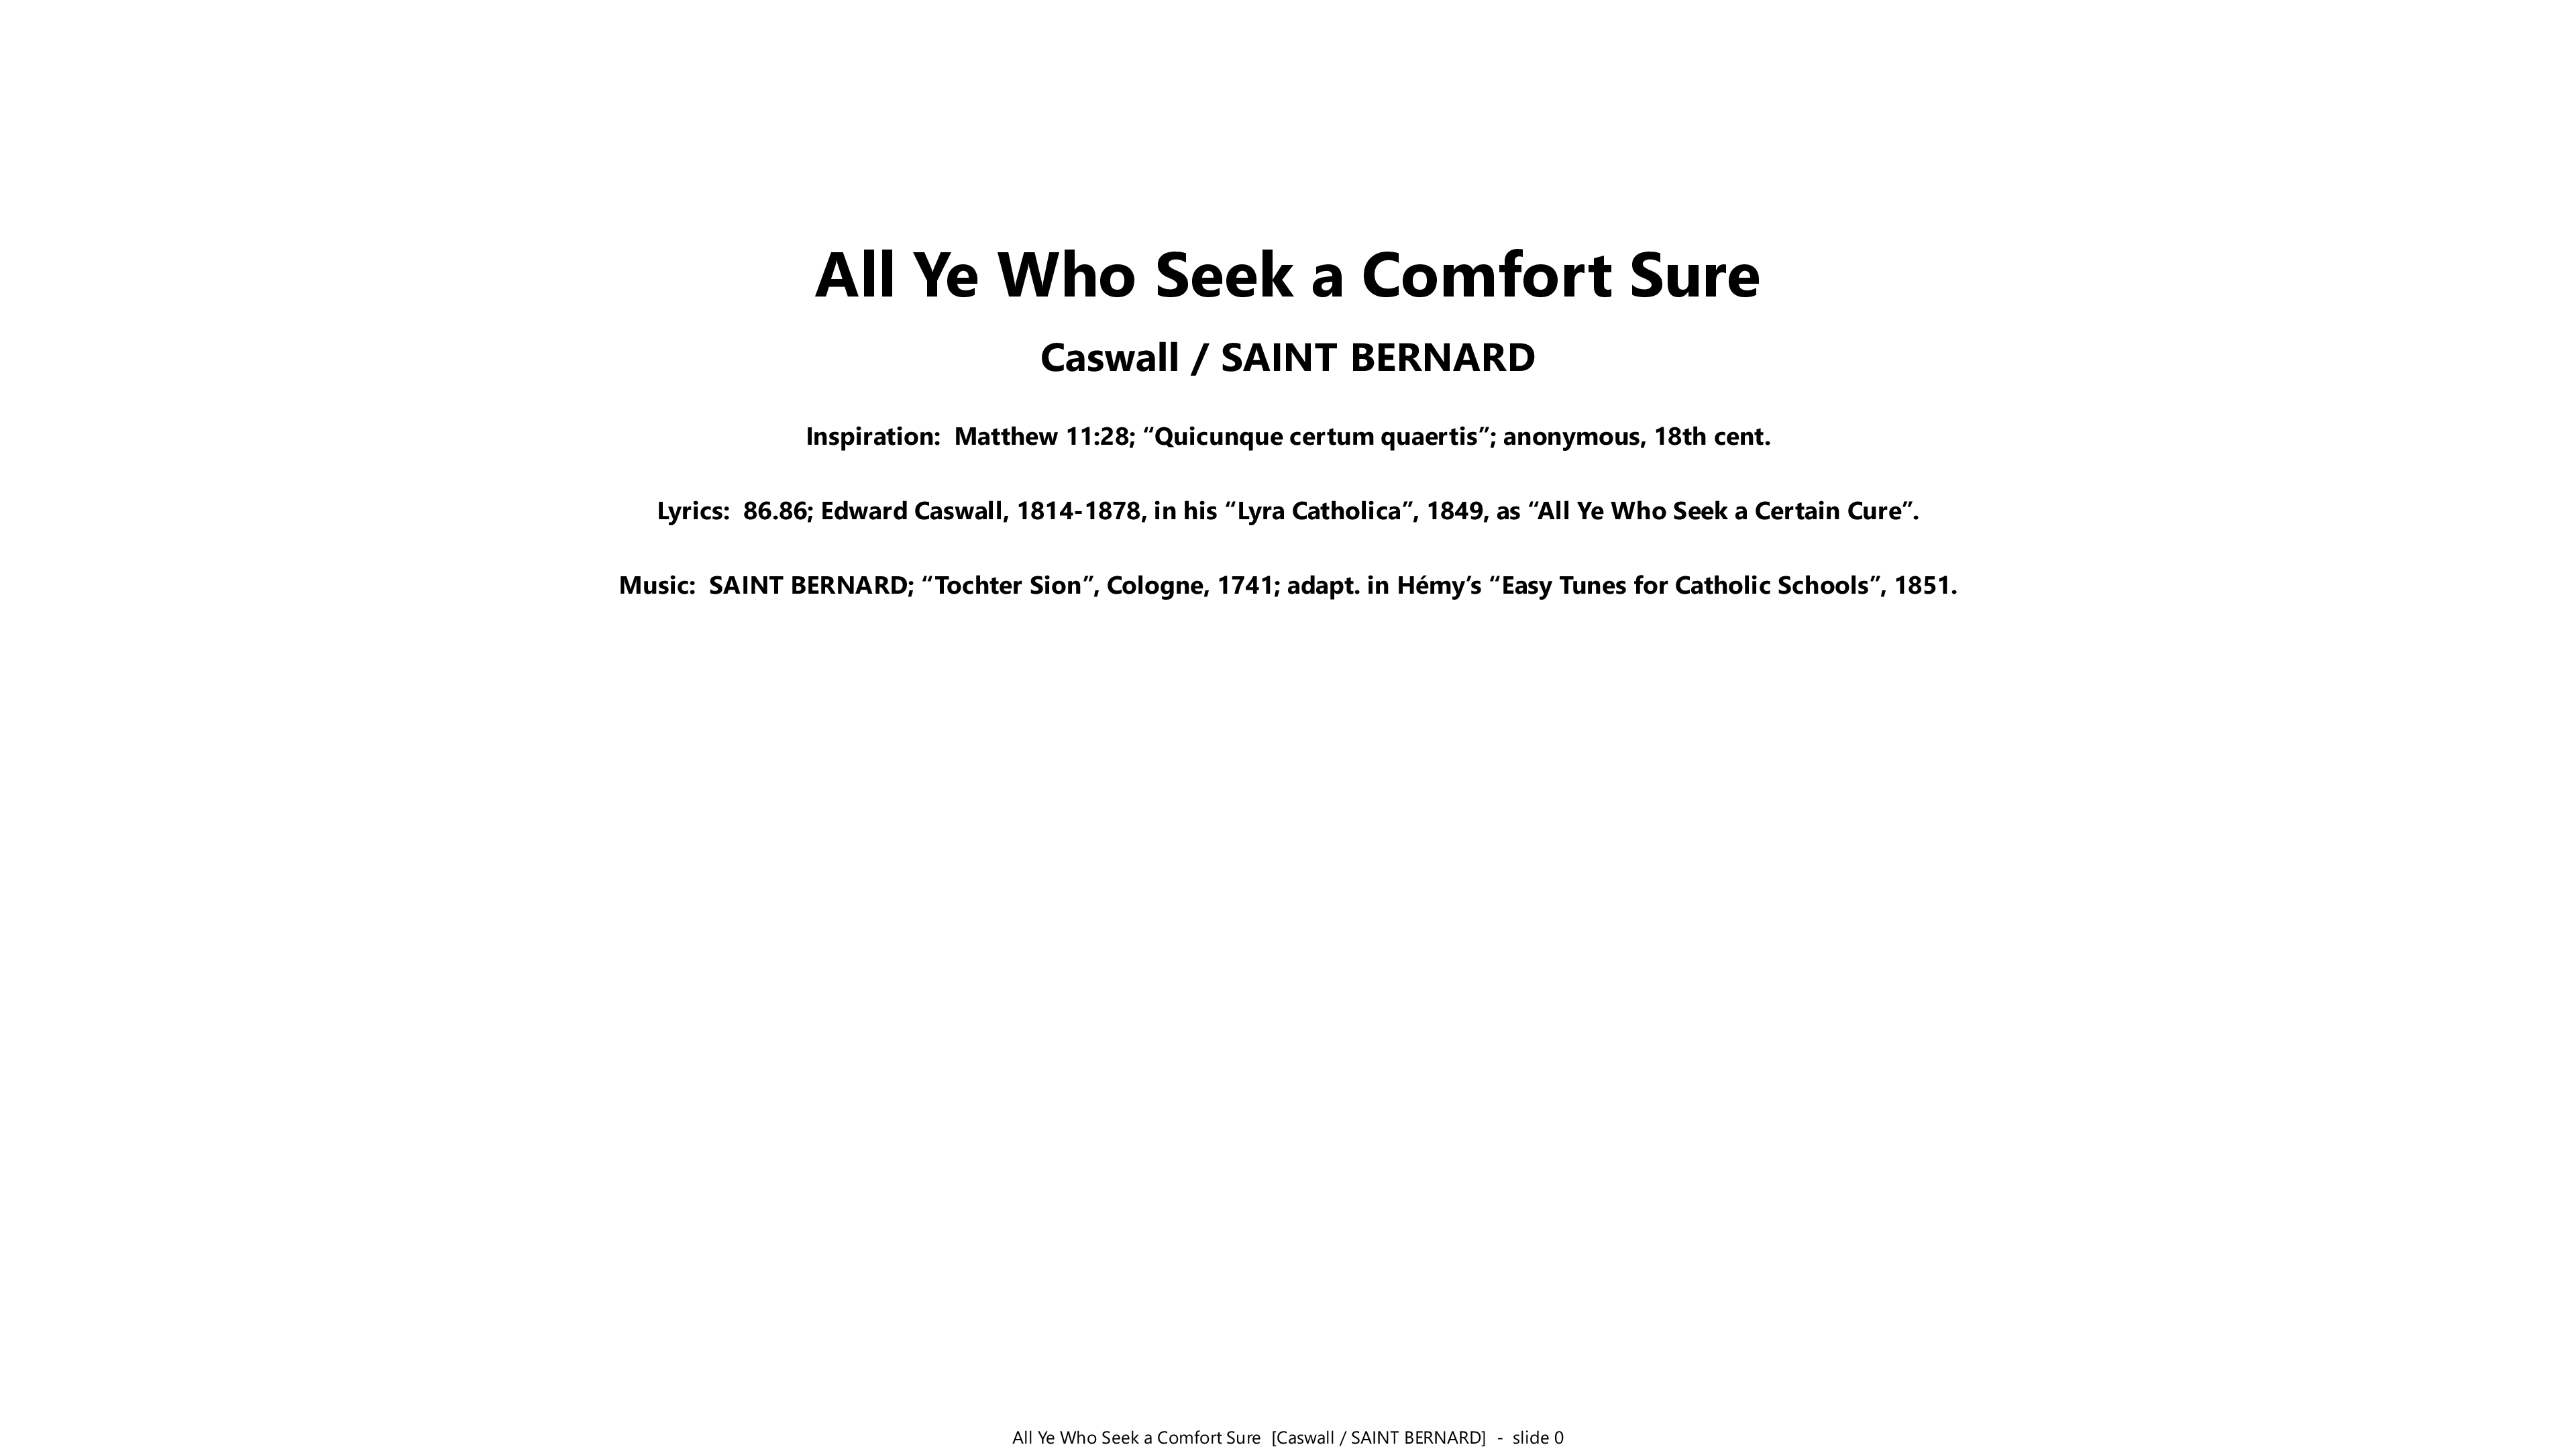 All Ye Who Seek a Comfort Sure
Caswall / SAINT BERNARD
Inspiration:  Matthew 11:28; “Quicunque certum quaertis”; anonymous, 18th cent.
Lyrics:  86.86; Edward Caswall, 1814-1878, in his “Lyra Catholica”, 1849, as “All Ye Who Seek a Certain Cure”.
Music:  SAINT BERNARD; “Tochter Sion”, Cologne, 1741; adapt. in Hémy’s “Easy Tunes for Catholic Schools”, 1851.
All Ye Who Seek a Comfort Sure  [Caswall / SAINT BERNARD]  -  slide 0